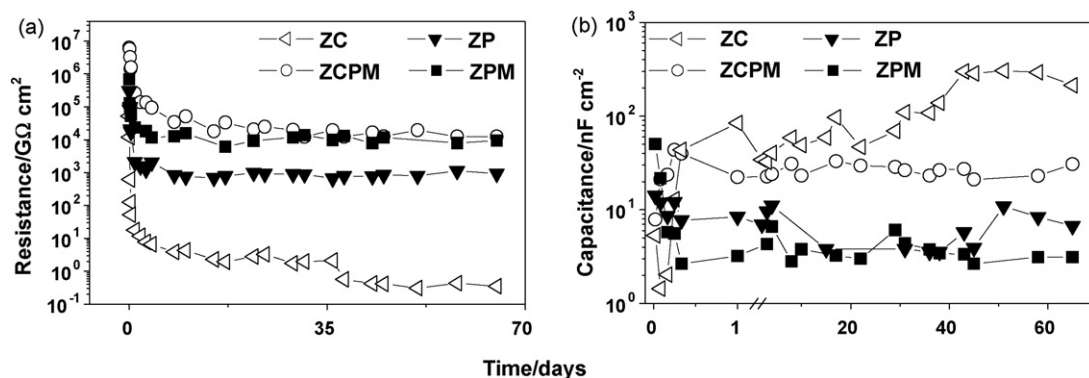 (a)
ZC ZP
ZCPM ZPM
Resistance/GΩ cm²
10⁷
10⁶
10⁵
10⁴
10³
10²
10¹
10⁰
10⁻¹
0 35 70
(b)
ZC ZP
ZCPM ZPM
Capacitance/nF cm⁻²
10³
10²
10¹
10⁰
0 1 20 40 60
Time/days